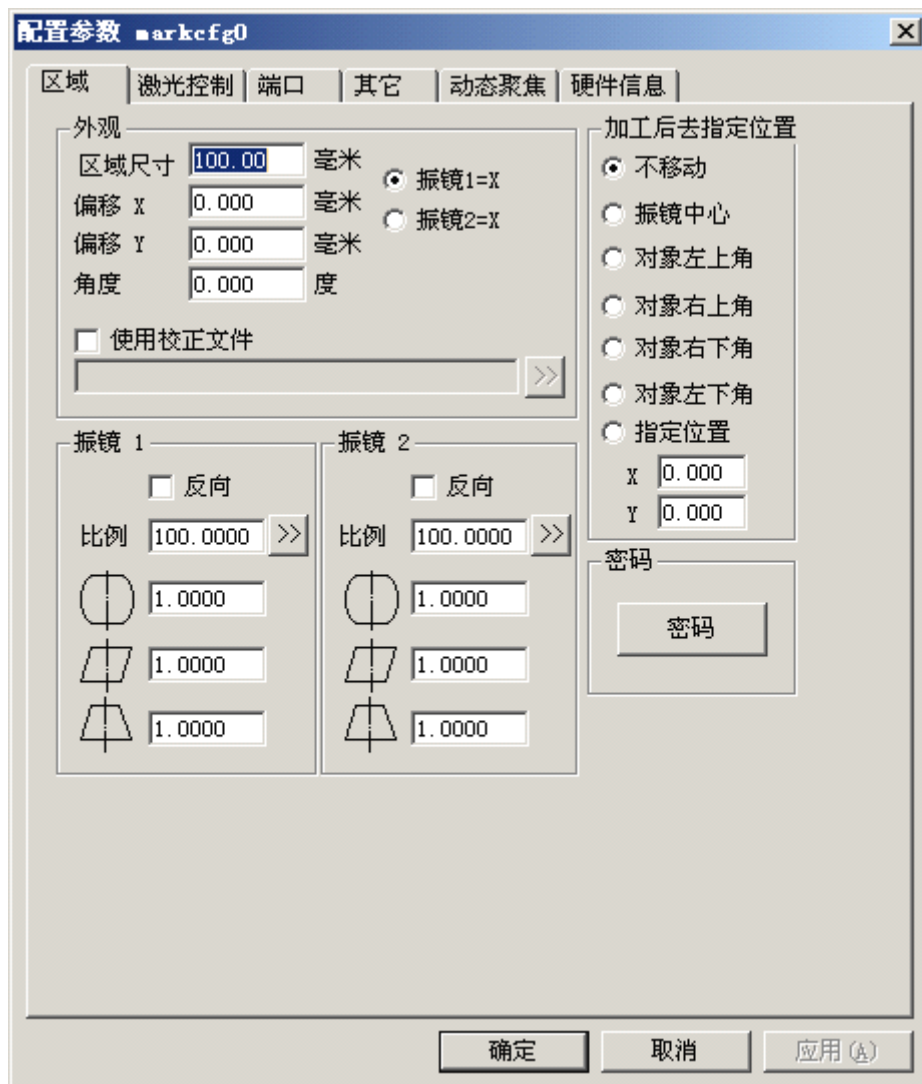 配置参数 markcfg0
区域 激光控制 端口 其它 动态聚焦 硬件信息
外观
区域尺寸 100.00 毫米
偏移 X 0.000 毫米
偏移 Y 0.000 毫米
角度 0.000 度
振镜1=X
振镜2=X
使用校正文件
>>
振镜 1
反向
比例 100.0000 >>
1.0000
1.0000
1.0000
振镜 2
反向
比例 100.0000 >>
1.0000
1.0000
1.0000
加工后去指定位置
不移动
振镜中心
对象左上角
对象右上角
对象右下角
对象左下角
指定位置
X 0.000
Y 0.000
密码
密码
确定 取消 应用(A)